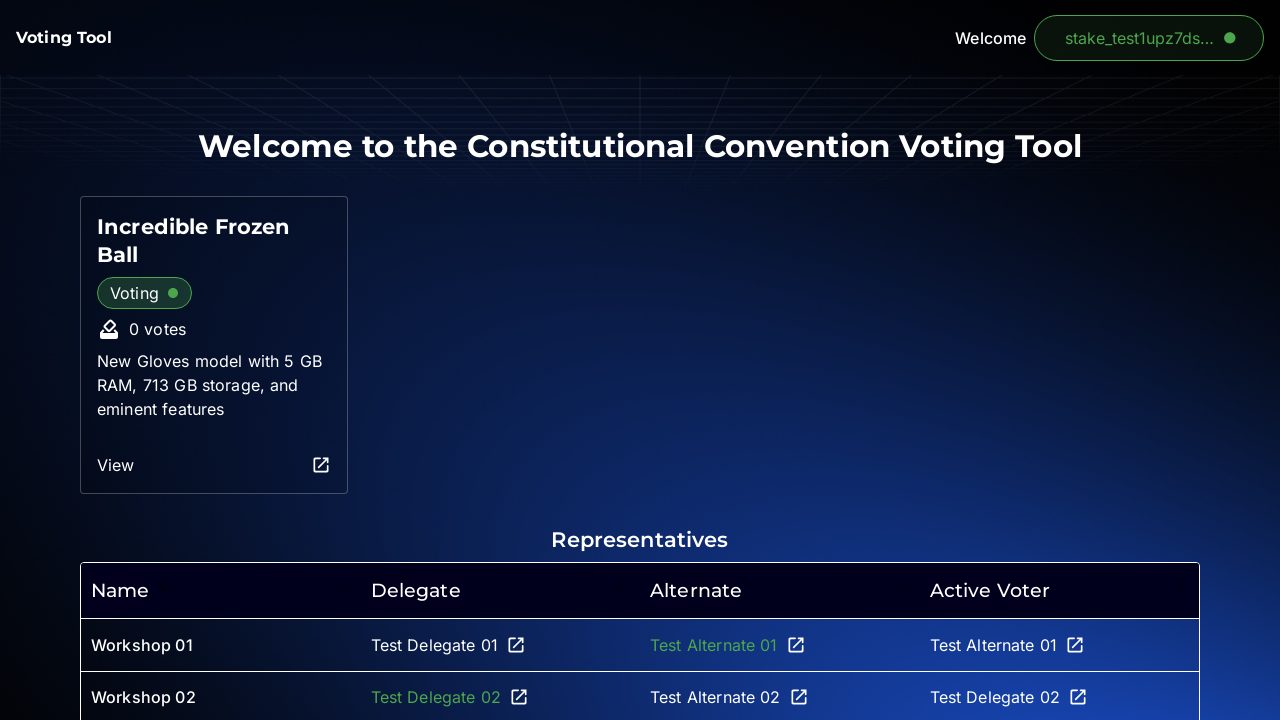 Voting Tool
Welcome stake_test1upz7ds...
Welcome to the Constitutional Convention Voting Tool
Incredible Frozen
Ball
Voting
0 votes
New Gloves model with 5 GB
RAM, 713 GB storage, and
eminent features
View
Representatives
Name Delegate Alternate Active Voter
Workshop 01 Test Delegate 01 Test Alternate 01 Test Alternate 01
Workshop 02 Test Delegate 02 Test Alternate 02 Test Delegate 02